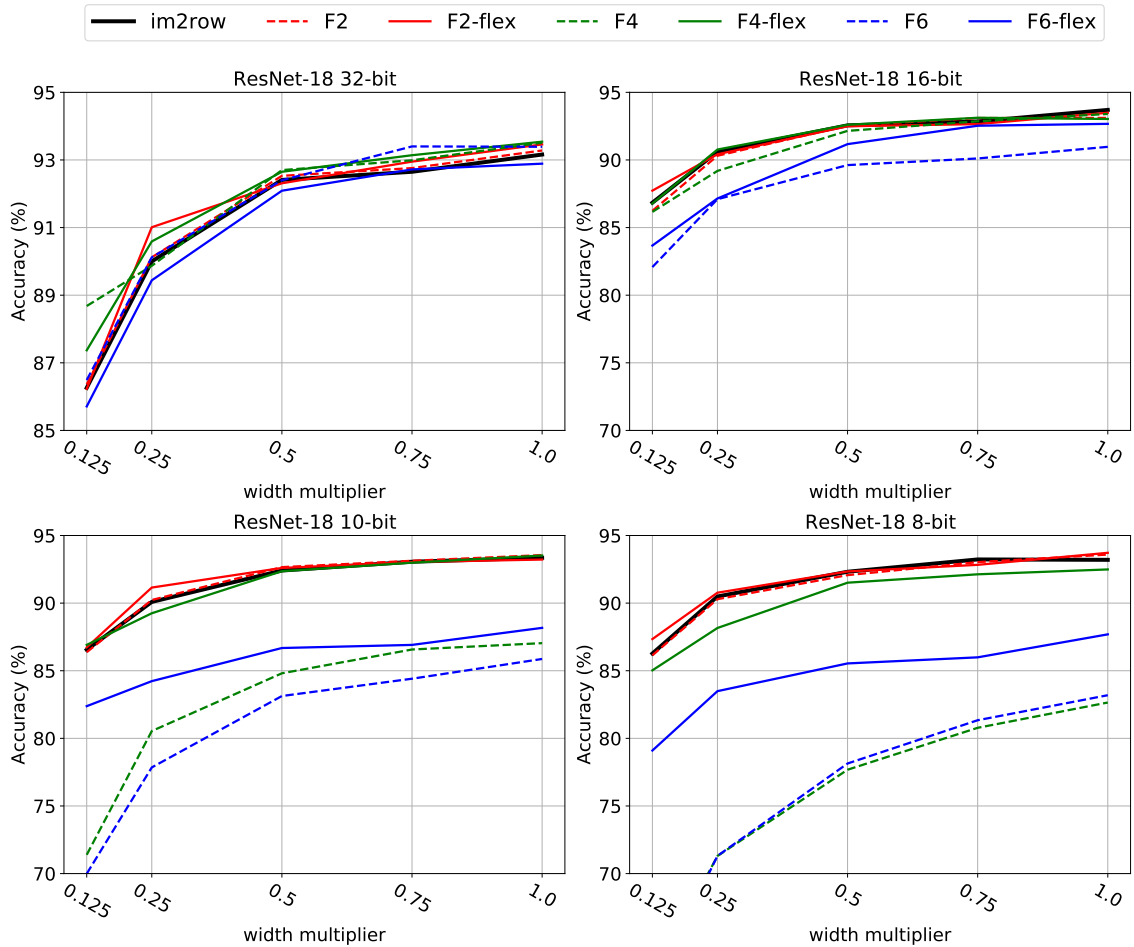 im2row F2 F2-flex F4 F4-flex F6 F6-flex
ResNet-18 32-bit
95
93
91
89
87
85
Accuracy (%)
0.125 0.25 0.5 0.75 1.0
width multiplier
ResNet-18 16-bit
95
90
85
80
75
70
Accuracy (%)
0.125 0.25 0.5 0.75 1.0
width multiplier
ResNet-18 10-bit
95
90
85
80
75
70
Accuracy (%)
0.125 0.25 0.5 0.75 1.0
width multiplier
ResNet-18 8-bit
95
90
85
80
75
70
Accuracy (%)
0.125 0.25 0.5 0.75 1.0
width multiplier